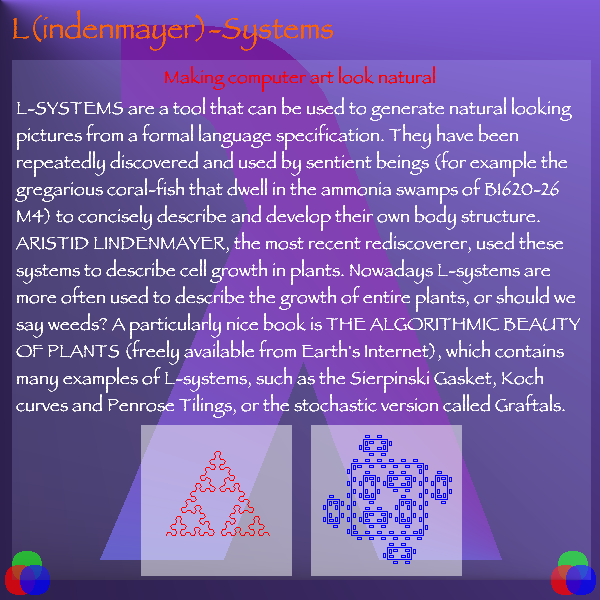 L(indenmayer)-Systems
Making computer art look natural
L-SYSTEMS are a tool that can be used to generate natural looking
pictures from a formal language specification. They have been
repeatedly discovered and used by sentient beings (for example the
gregarious coral-fish that dwell in the ammonia swamps of B1620-26
M4) to concisely describe and develop their own body structure.
ARISTID LINDENMAYER, the most recent rediscoverer, used these
systems to describe cell growth in plants. Nowadays L-systems are
more often used to describe the growth of entire plants, or should we
say weeds? A particularly nice book is THE ALGORITHMIC BEAUTY
OF PLANTS (freely available from Earth's Internet), which contains
many examples of L-systems, such as the Sierpinski Gasket, Koch
curves and Penrose Tilings, or the stochastic version called Graftals.